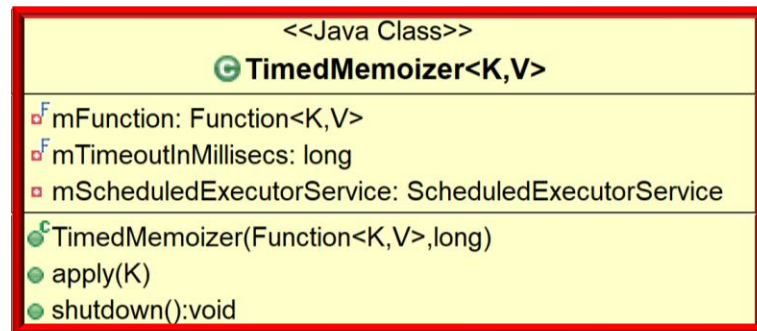 <<Java Class>>
C TimedMemoizer<K,V>
F mFunction: Function<K,V>
F mTimeoutInMillisecs: long
mScheduledExecutorService: ScheduledExecutorService
C TimedMemoizer(Function<K,V>,long)
apply(K)
shutdown():void